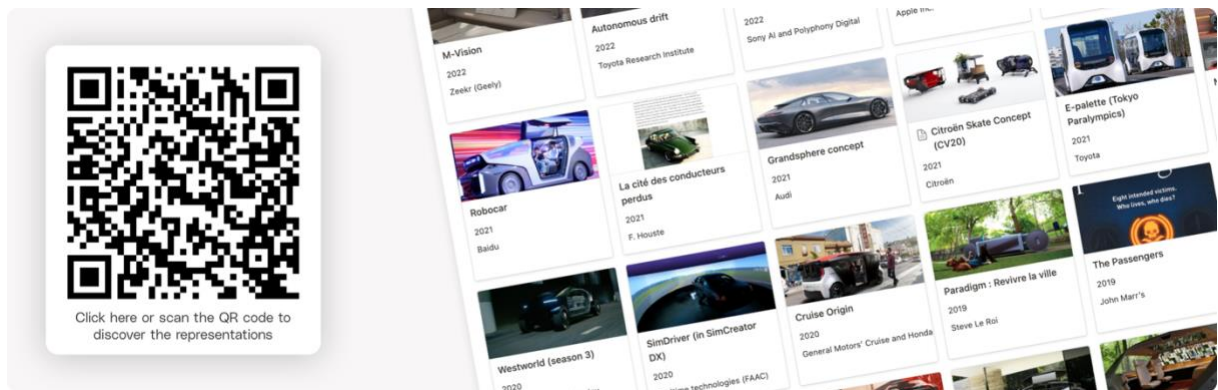 Click here or scan the QR code to
discover the representations
M-Vision
2022
Zeekr (Geely)
Autonomous drift
2022
Toyota Research Institute
2022
Sony AI and Polyphony Digital
Robocar
2021
Baidu
La cité des conducteurs
perdus
2021
F. Houste
Grandsphere concept
2021
Audi
Citroën Skate Concept
(CV20)
2021
Citroën
E-palette (Tokyo
Paralympics)
2021
Toyota
Westworld (season 3)
2020
SimDriver (in SimCreator
DX)
2020
technologies (FAAC)
Cruise Origin
2020
General Motors' Cruise and Honda
Paradigm : Revivre la ville
2019
Steve Le Roi
Eight intended victims.
Who lives, who dies?
The Passengers
2019
John Marr's